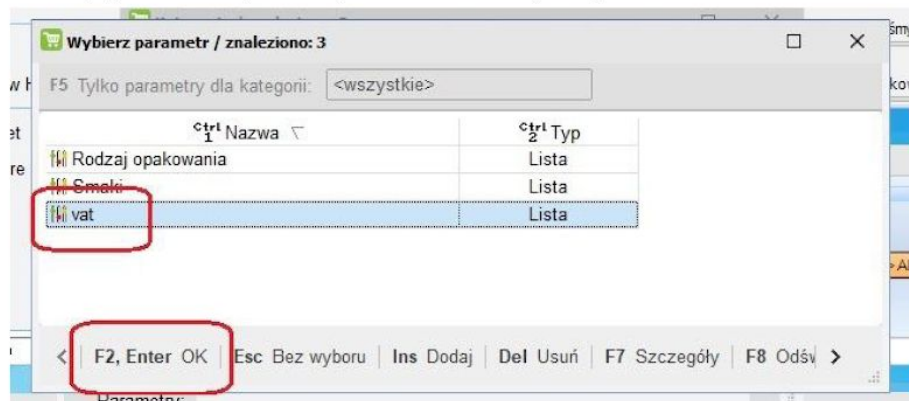 Wybierz parametr / znaleziono: 3
F5 Tylko parametry dla kategorii: <wszystkie>
Ctrl 1 Nazwa Ctrl 2 Typ
Rodzaj opakowania Lista
Smaki Lista
vat Lista
< F2, Enter OK Esc Bez wyboru Ins Dodaj Del Usuń F7 Szczegóły F8 Odśw >
Parametry: